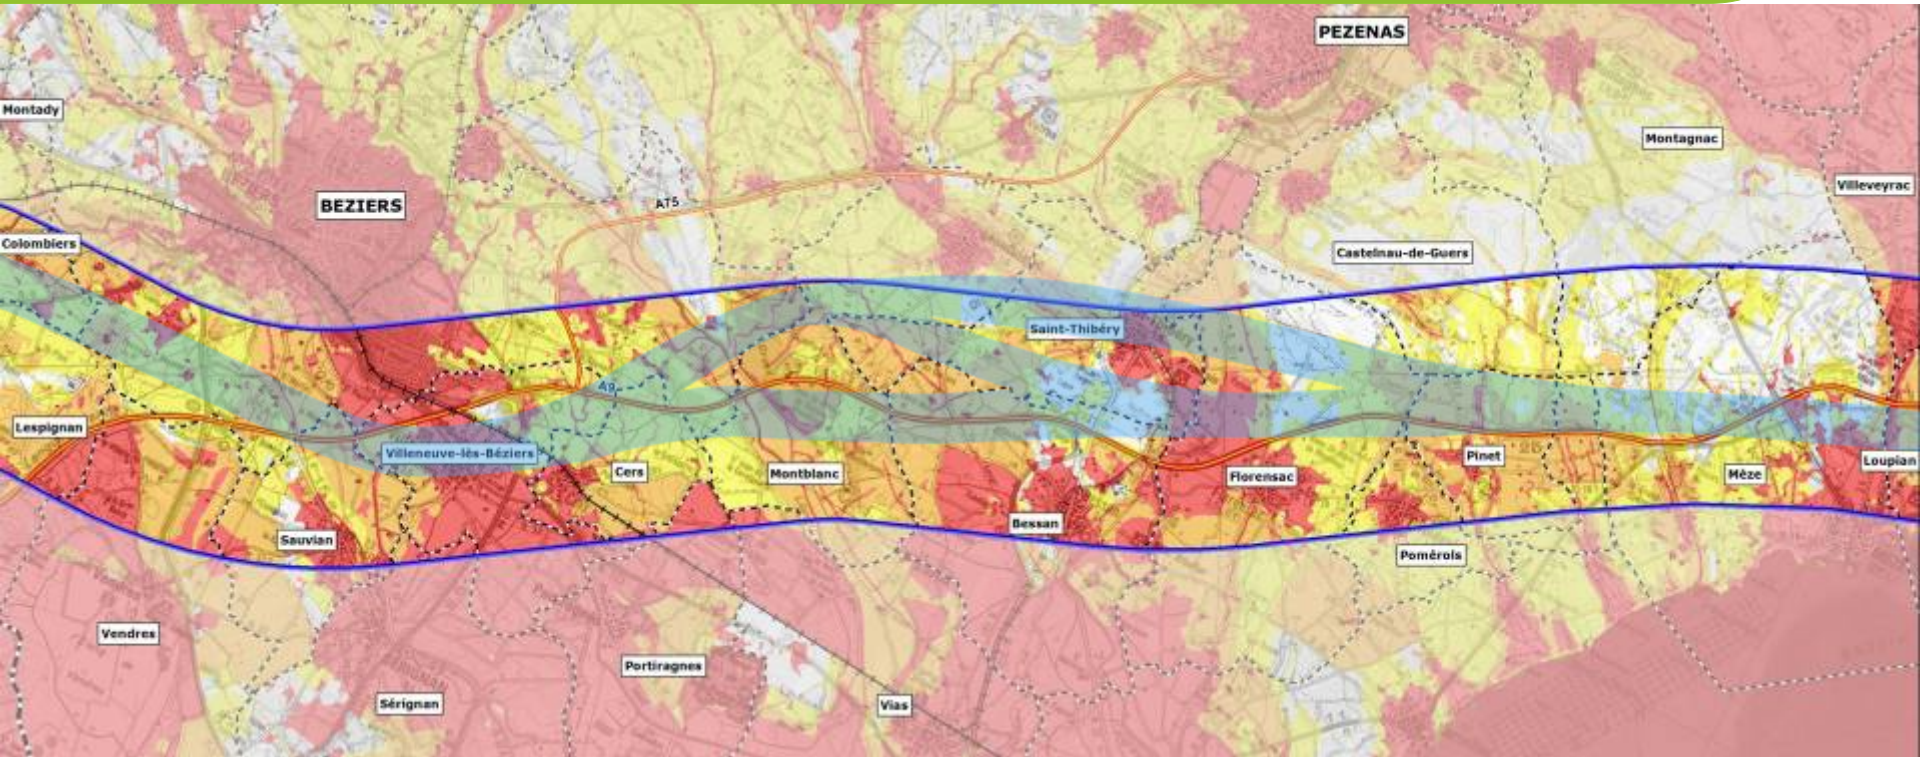 PEZENAS
Montady
Montagnac
Villeveyrac
BEZIERS
A75
Colombiers
Castelnau-de-Guers
Saint-Thibéry
A9
Lespignan
Villeneuve-lès-Béziers
Cers
Montblanc
Florensac
Pinet
Mèze
Loupian
Sauvian
Bessan
Pomérols
Vendres
Portiragnes
Sérignan
Vias